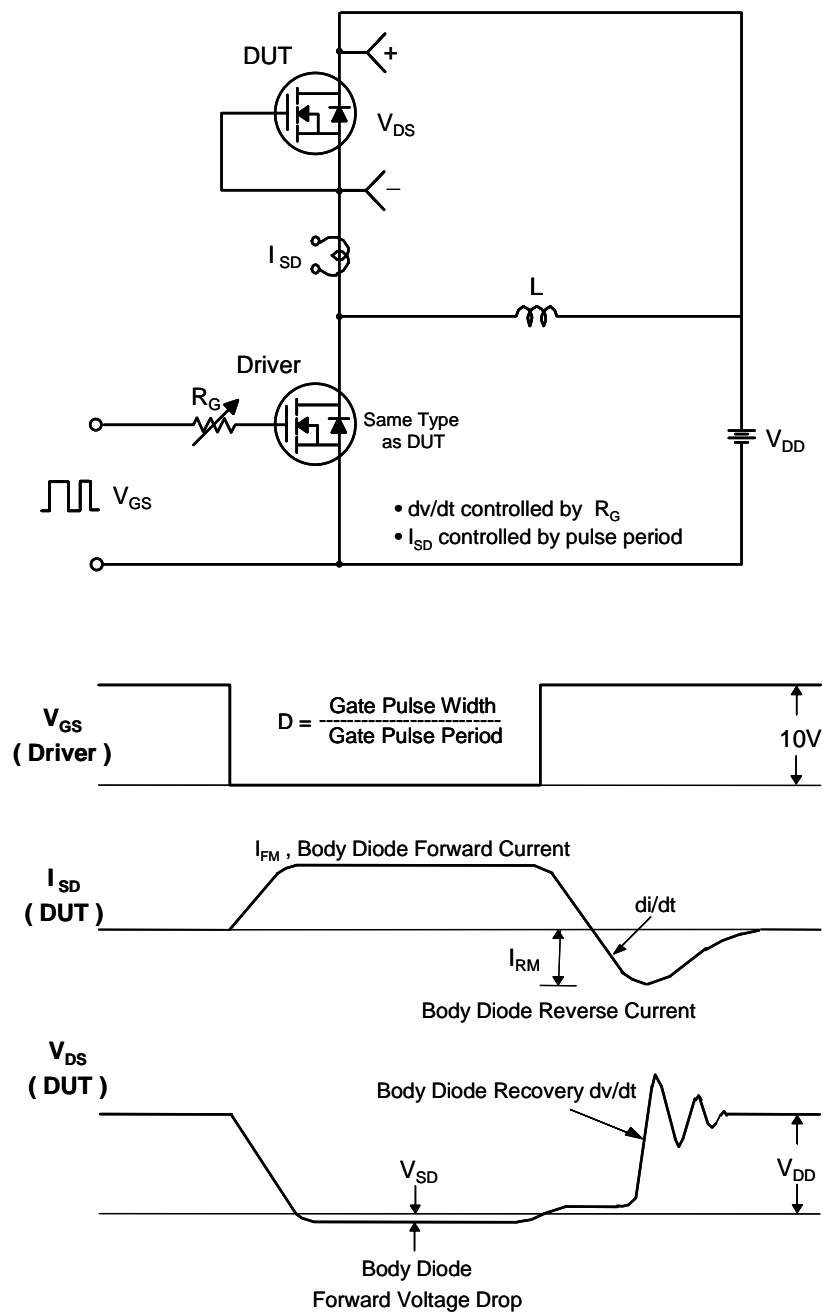 DUT
+
V_DS
−
I_SD
L
Driver
R_G
Same Type
as DUT
V_DD
V_GS
• dv/dt controlled by R_G
• I_SD controlled by pulse period
V_GS
( Driver )
D = Gate Pulse Width
Gate Pulse Period
10V
I_FM , Body Diode Forward Current
I_SD
( DUT )
di/dt
I_RM
Body Diode Reverse Current
V_DS
( DUT )
Body Diode Recovery dv/dt
V_SD
V_DD
Body Diode
Forward Voltage Drop